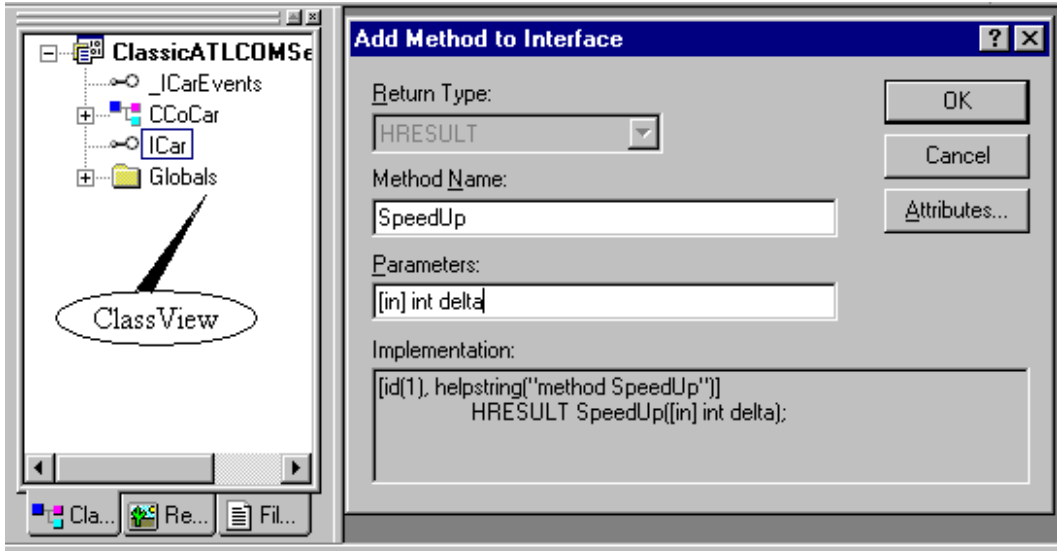 ClassicATLCOMSe
_ICarEvents
CCoCar
ICar
Globals
ClassView
Cla...
Re...
Fil...
Add Method to Interface
Return Type:
HRESULT
Method Name:
SpeedUp
Parameters:
[in] int delta
Implementation:
[id(1), helpstring("method SpeedUp")]
HRESULT SpeedUp([in] int delta);
OK
Cancel
Attributes...